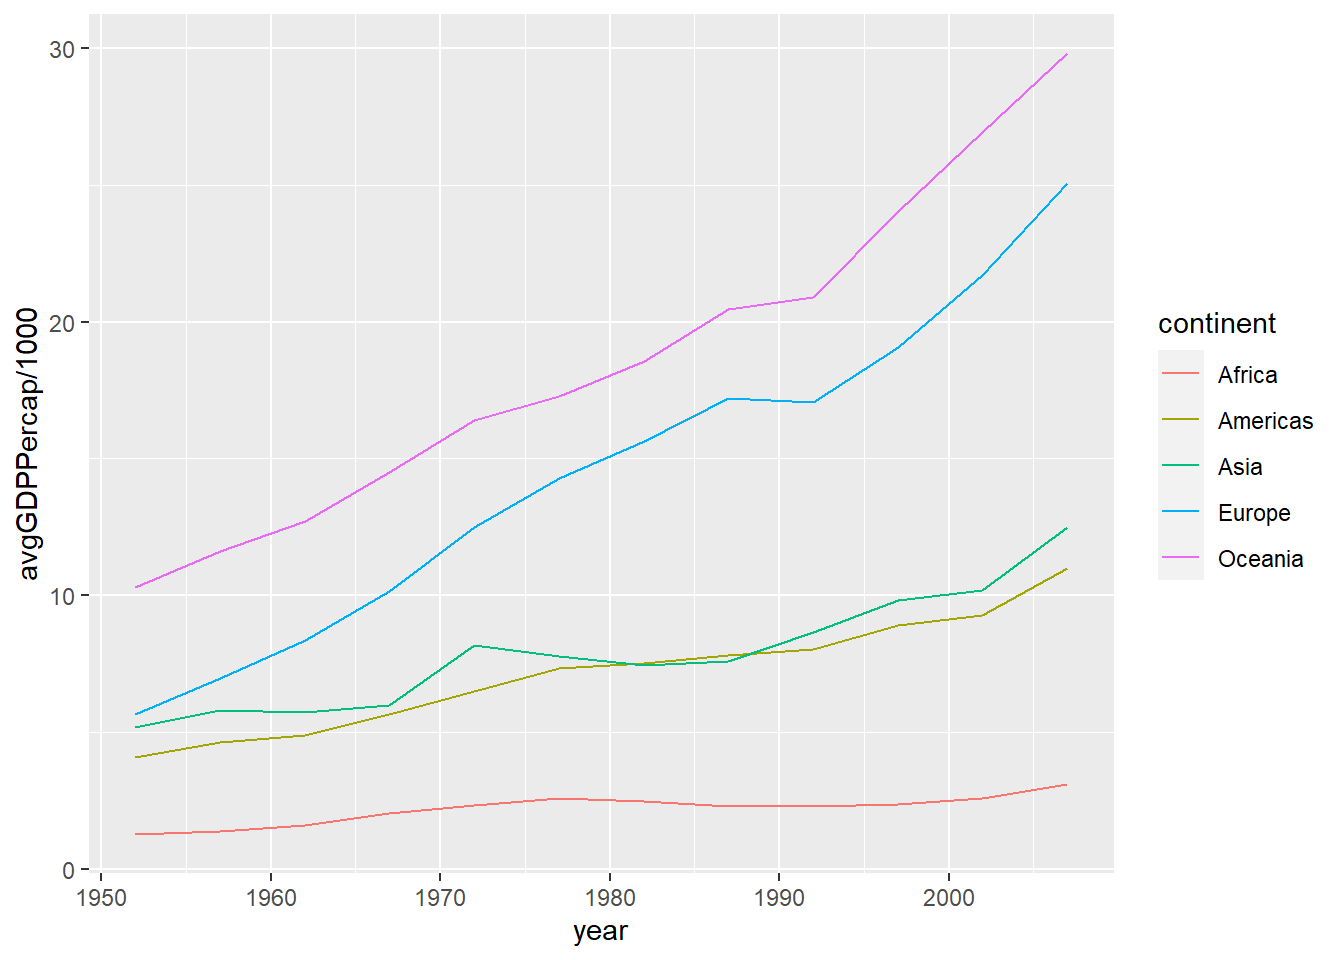 avgGDPPercap/1000
30
20
10
0
1950 1960 1970 1980 1990 2000
year
continent
Africa
Americas
Asia
Europe
Oceania